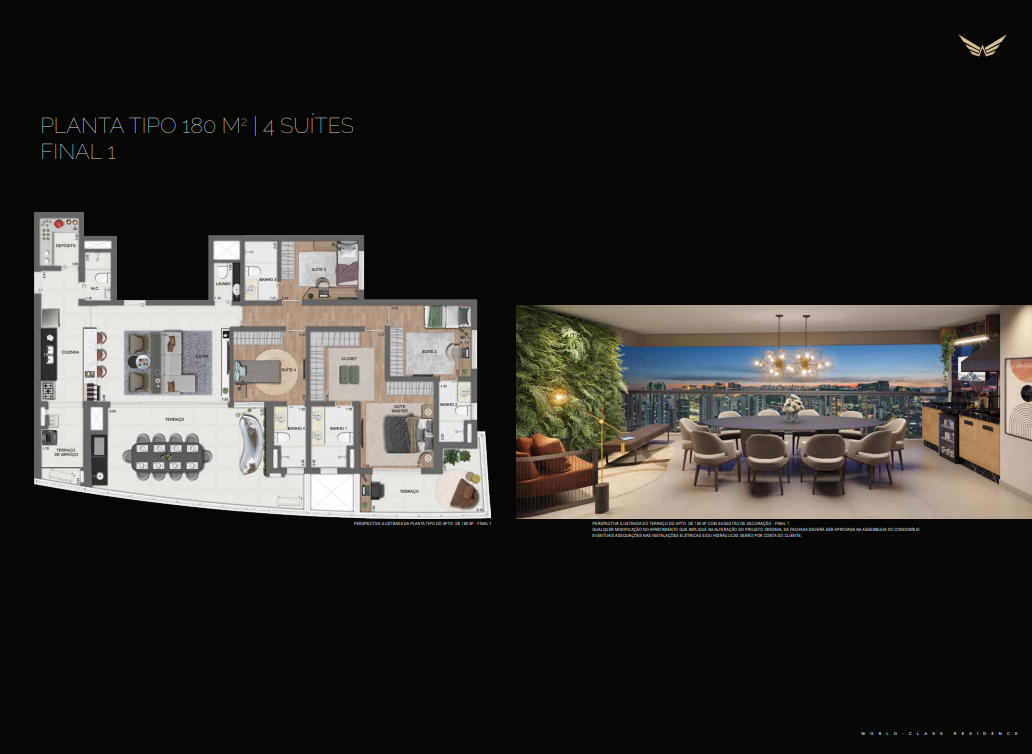 PLANTA TIPO 180 M² | 4 SUÍTES
FINAL 1
DEPÓSITO
W.C.
LAVABO
BANHO 3
SUÍTE 3
COZINHA
ESTAR
SUÍTE 4
CLOSET
SUÍTE 2
BANHO 2
SUÍTE
MASTER
TERRAÇO
BANHO 4
BANHO 1
TERRAÇO
DE SERVIÇO
TERRAÇO
PERSPECTIVA ILUSTRADA DA PLANTA TIPO DO APTO. DE 180 M² - FINAL 1
PERSPECTIVA ILUSTRADA DO TERRAÇO DO APTO. DE 180 M² COM SUGESTÃO DE DECORAÇÃO - FINAL 1
QUALQUER MODIFICAÇÃO NO APARTAMENTO QUE IMPLIQUE NA ALTERAÇÃO DO PROJETO ORIGINAL DA FACHADA DEVERÁ SER APROVADA NA ASSEMBLEIA DO CONDOMÍNIO.
EVENTUAIS ADEQUAÇÕES NAS INSTALAÇÕES ELÉTRICAS E/OU HIDRÁULICAS SERÃO POR CONTA DO CLIENTE.
WORLD-CLASS RESIDENCE